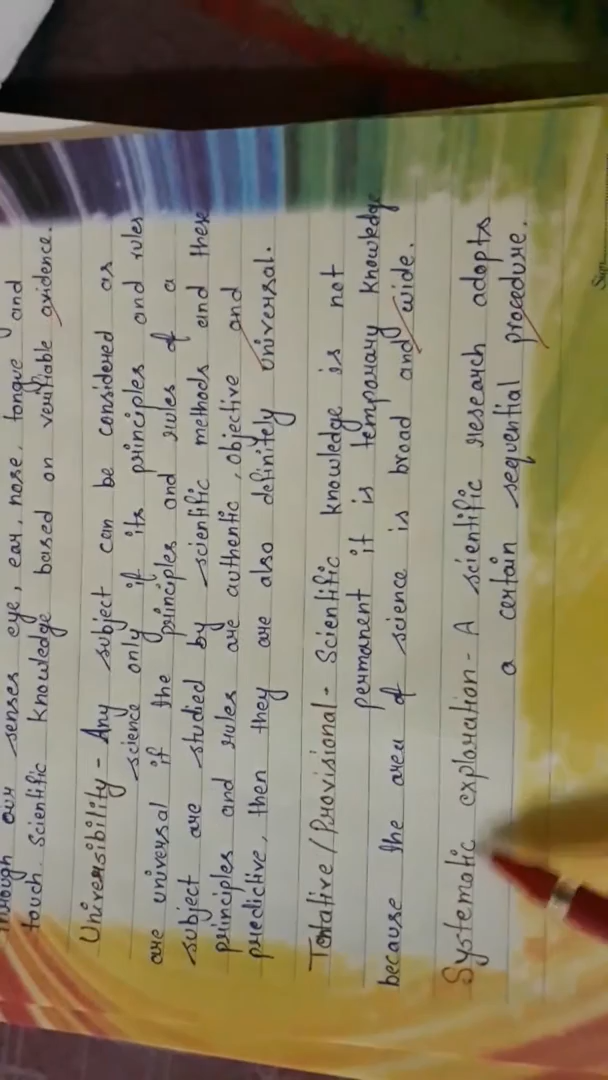 through our senses eye, ear, nose, tongue and
touch. Scientific knowledge based on verifiable evidence.
Universibility - Any subject can be considered as
science only if its principles and rules
are universal if the principles and rules of a
subject are studied by scientific methods and these
principles and rules are authentic, objective and
predictive, then they are also definitely universal.
Tentative / Provisional - Scientific knowledge is not
permanent it is temporary knowledge
because the area of science is broad and wide.
Systematic exploration - A scientific research adopts
a certain sequential procedure.